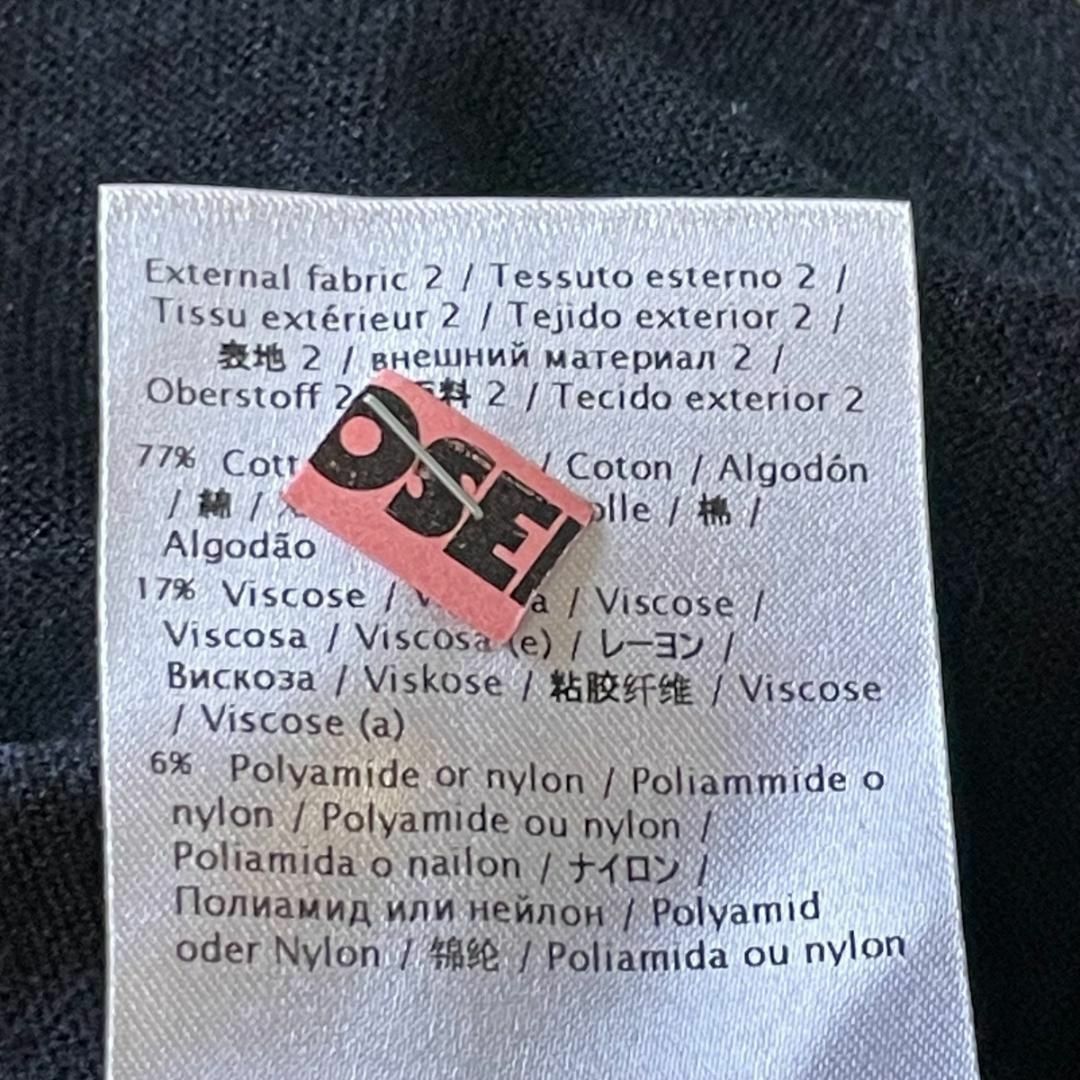 External fabric 2 / Tessuto esterno 2 /
Tissu extérieur 2 / Tejido exterior 2 /
表地 2 / внешний материал 2 /
Oberstoff 2 料 2 / Tecido exterior 2
77% Cott / Coton / Algodón
/ 綿 / olle / 棉 /
Algodão
OSE
17% Viscose / a / Viscose /
Viscosa / Viscosa (e) / レーヨン /
Вискоза / Viskose / 粘胶纤维 / Viscose
/ Viscose (a)
6% Polyamide or nylon / Poliammide o
nylon / Polyamide ou nylon /
Poliamida o nailon / ナイロン /
Полиамид или нейлон / Polyamid
oder Nylon / 锦纶 / Poliamida ou nylon